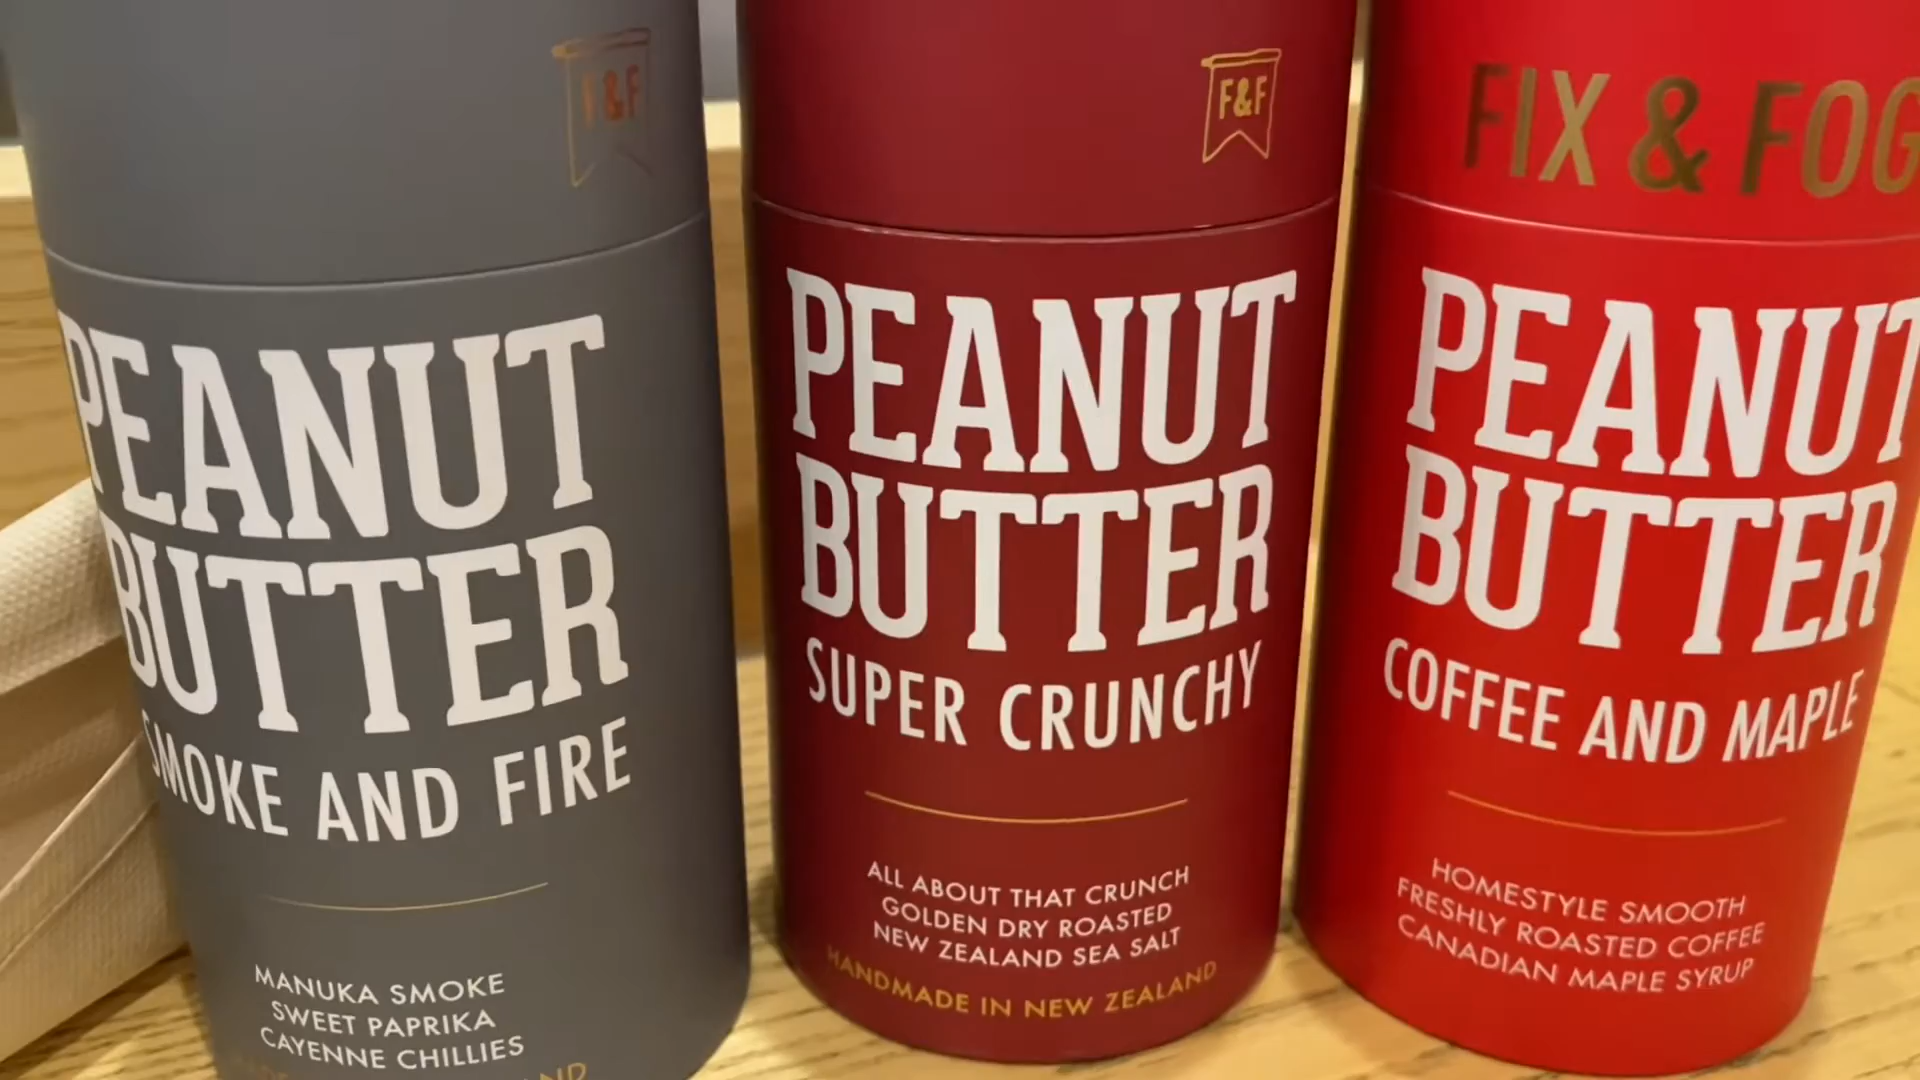 F&F
PEANUT
BUTTER
SMOKE AND FIRE
MANUKA SMOKE
SWEET PAPRIKA
CAYENNE CHILLIES
F&F
PEANUT
BUTTER
SUPER CRUNCHY
ALL ABOUT THAT CRUNCH
GOLDEN DRY ROASTED
NEW ZEALAND SEA SALT
HANDMADE IN NEW ZEALAND
FIX & FOG
PEANUT
BUTTER
COFFEE AND MAPLE
HOMESTYLE SMOOTH
FRESHLY ROASTED COFFEE
CANADIAN MAPLE SYRUP